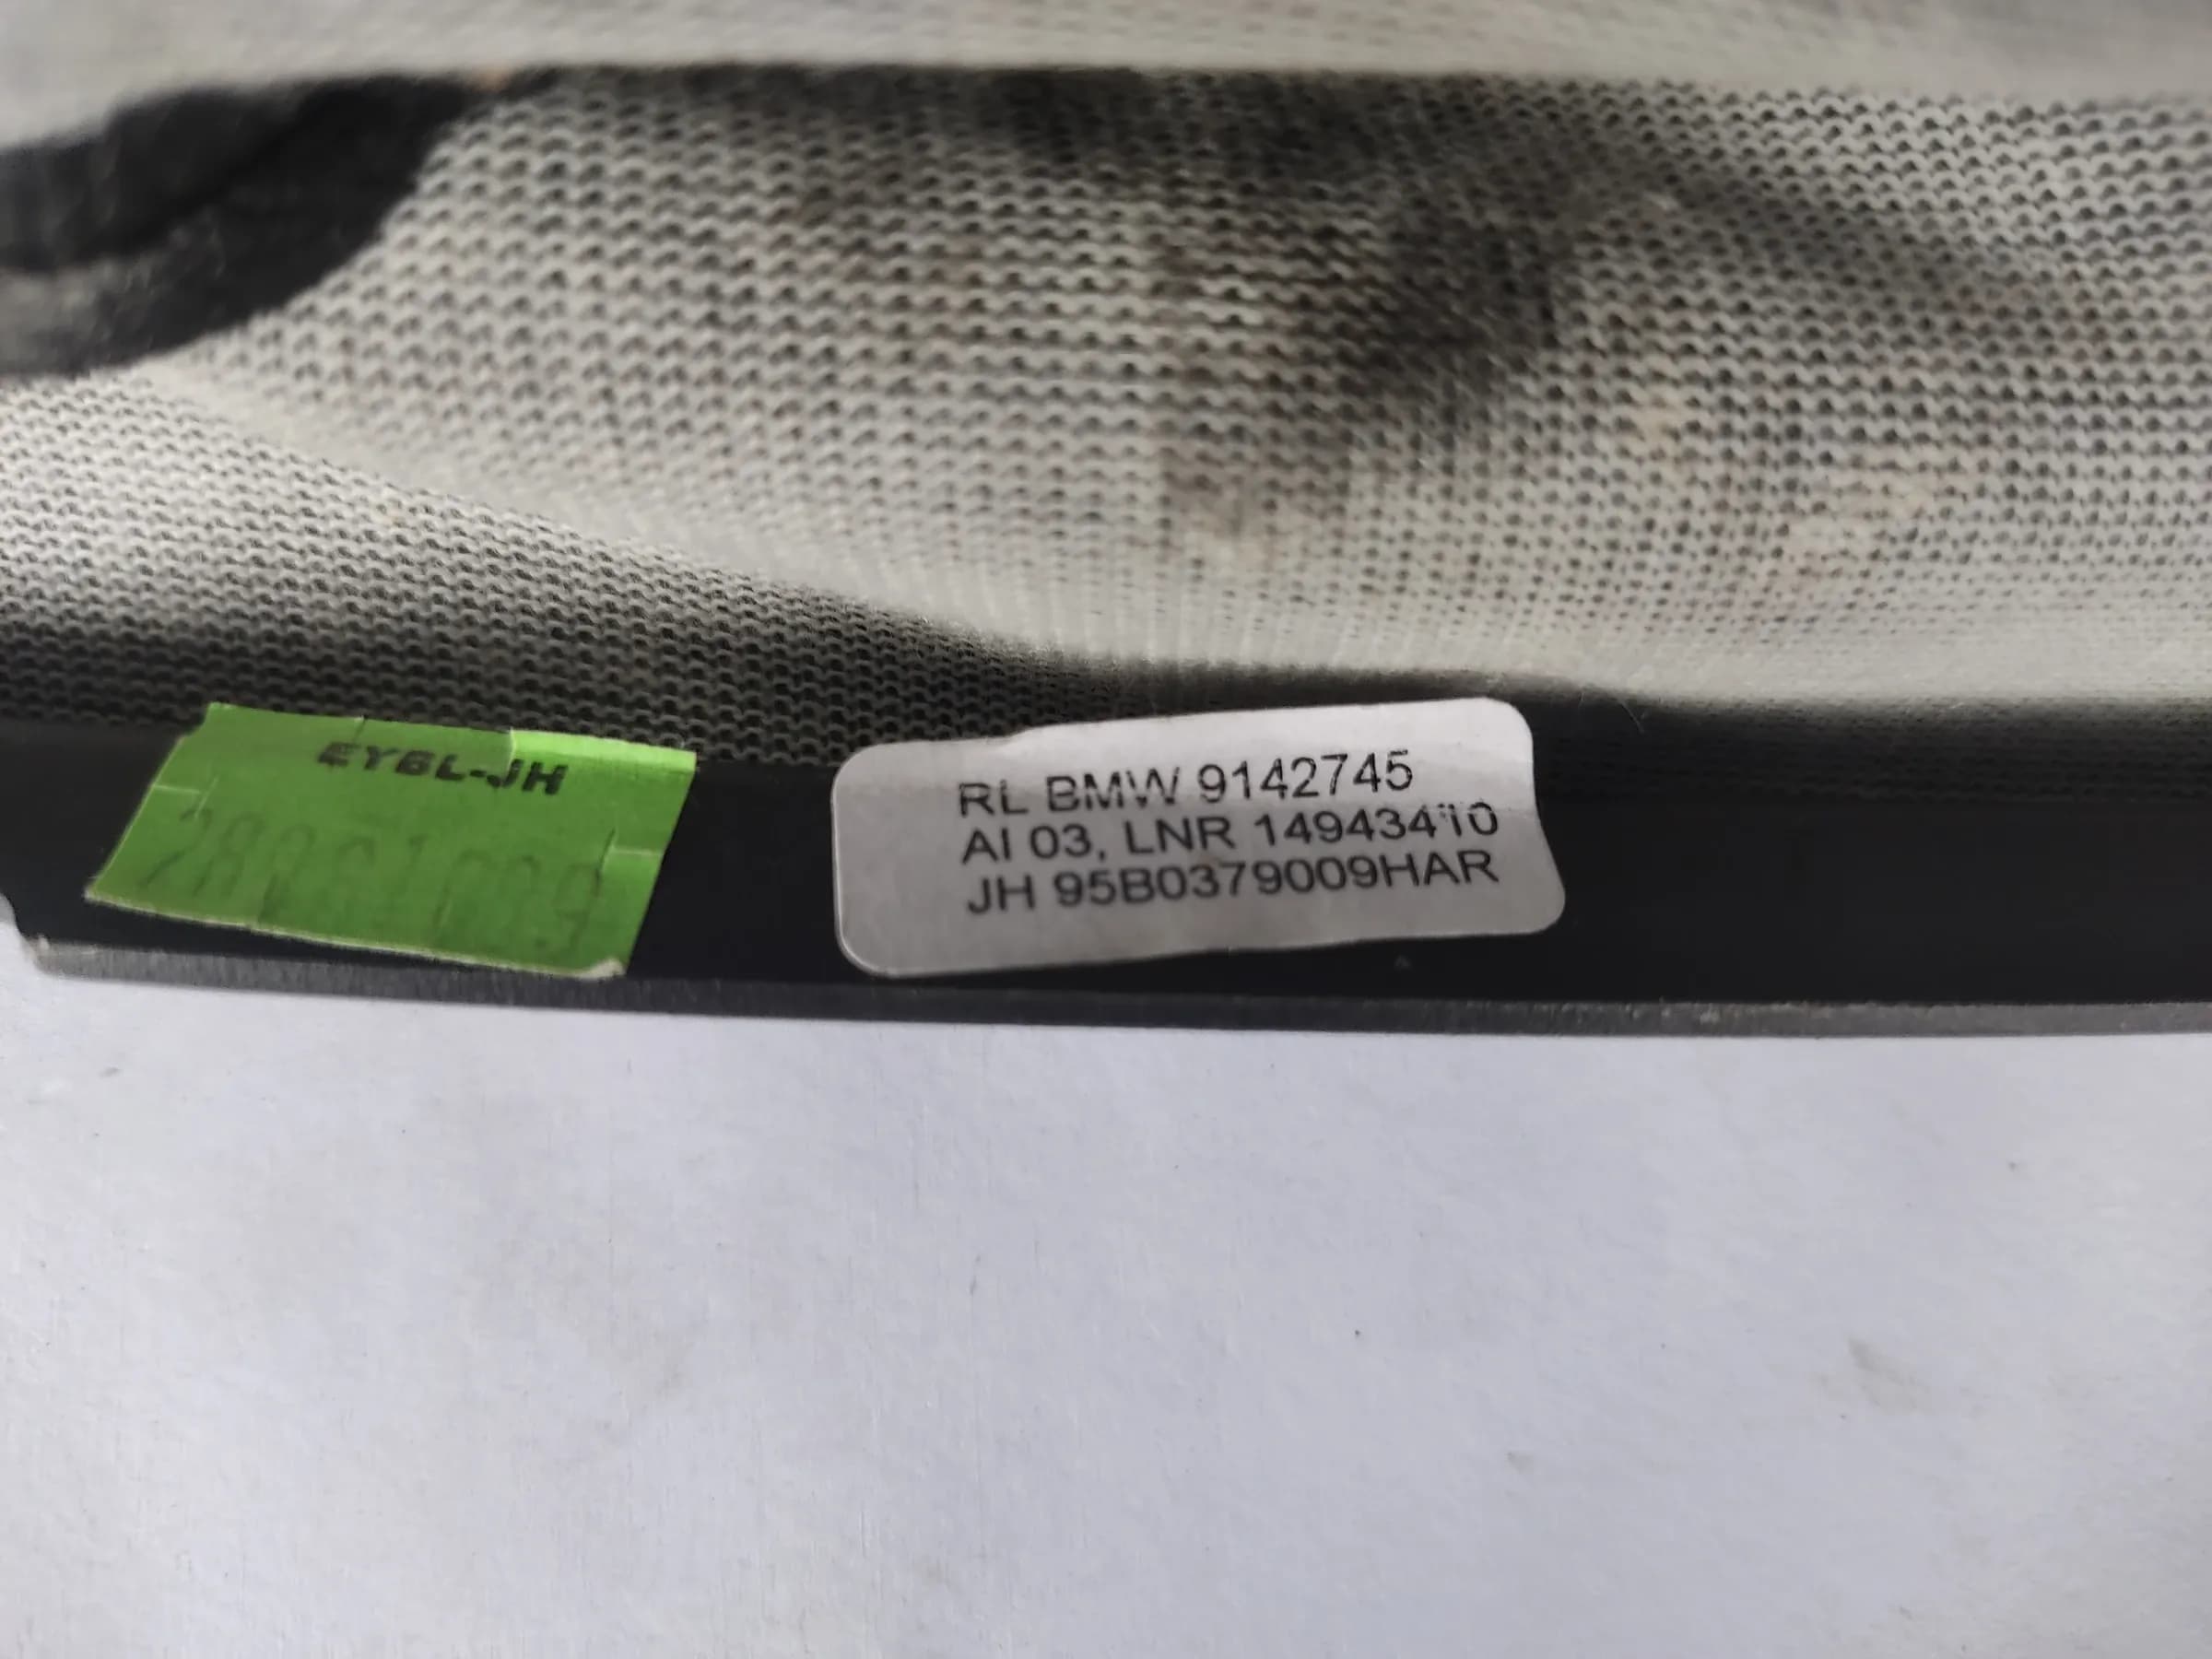 EYBL-JH
RL BMW 9142745
AI 03, LNR 14943410
JH 95B0379009HAR